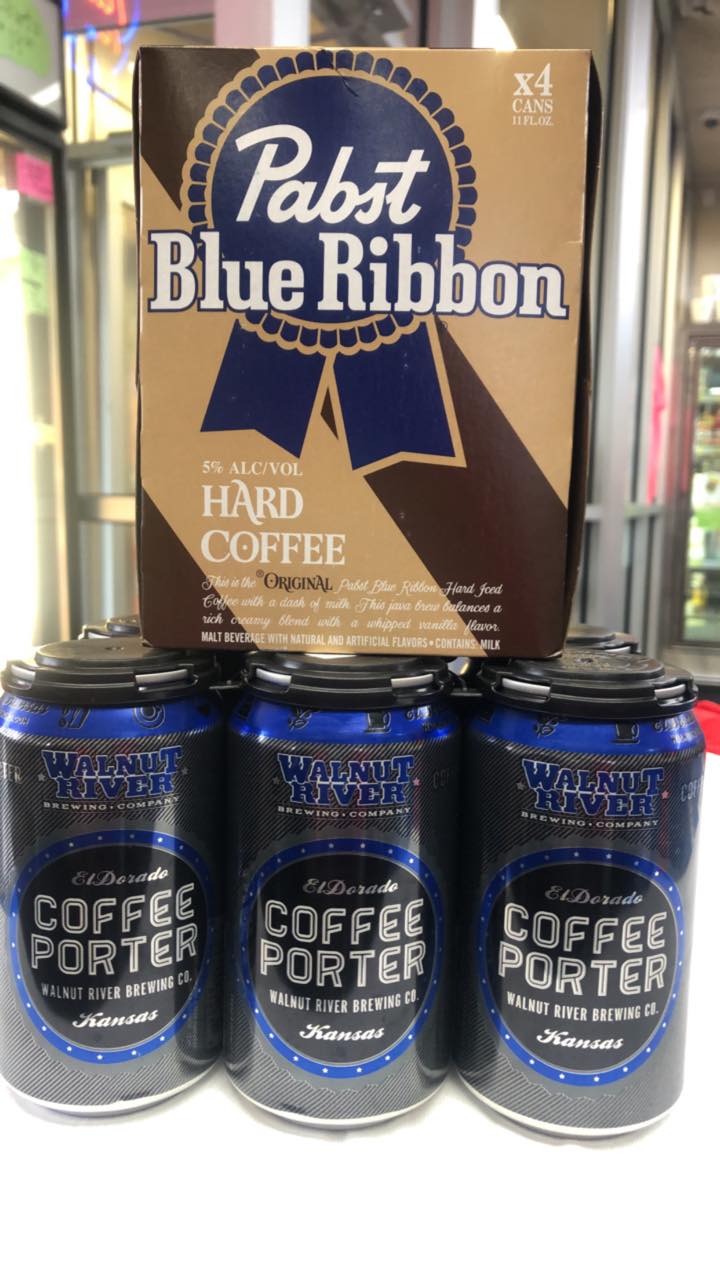 x4
CANS
11 FL.OZ.
Pabst
Blue Ribbon
5% ALC/VOL
HARD
COFFEE
This is the ®ORIGINAL Pabst Blue Ribbon Hard Iced
Coffee with a dash of milk. This java brew balances a
rich creamy blend with a whipped vanilla flavor.
MALT BEVERAGE WITH NATURAL AND ARTIFICIAL FLAVORS • CONTAINS: MILK
WALNUT
RIVER
BREWING • COMPANY
El Dorado
COFFEE
PORTER
WALNUT RIVER BREWING CO.
Kansas
WALNUT
RIVER
BREWING • COMPANY
El Dorado
COFFEE
PORTER
WALNUT RIVER BREWING CO.
Kansas
WALNUT
RIVER
BREWING • COMPANY
El Dorado
COFFEE
PORTER
WALNUT RIVER BREWING CO.
Kansas